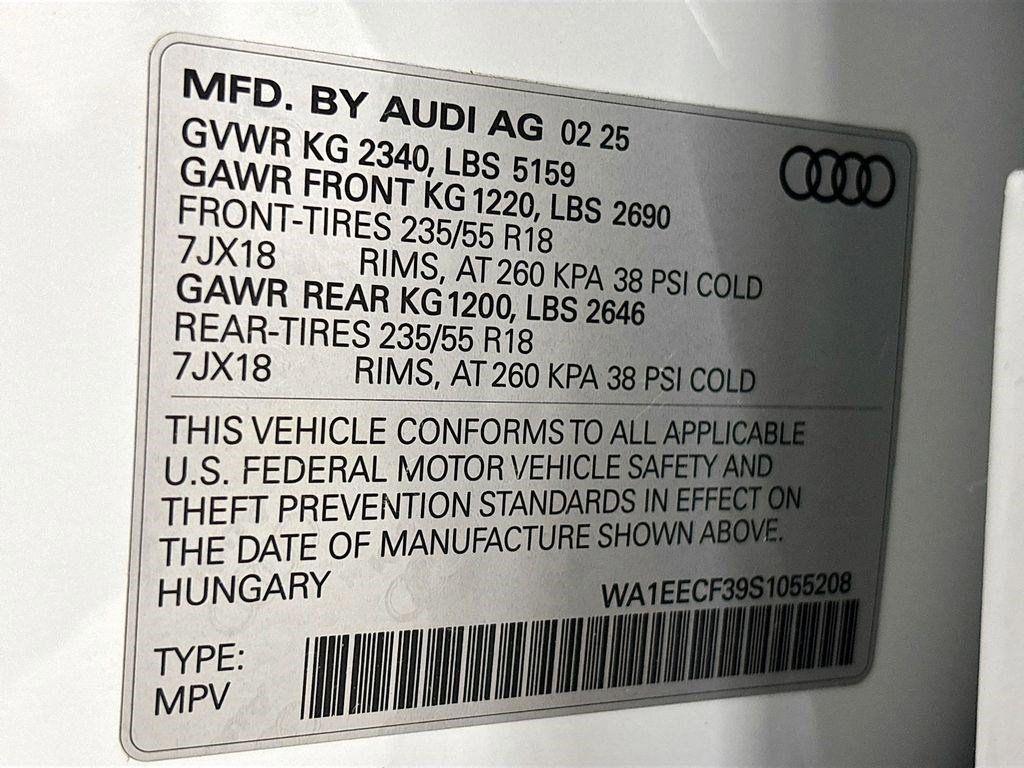 MFD. BY AUDI AG 02 25
GVWR KG 2340, LBS 5159
GAWR FRONT KG 1220, LBS 2690
FRONT-TIRES 235/55 R18
7JX18 RIMS, AT 260 KPA 38 PSI COLD
GAWR REAR KG 1200, LBS 2646
REAR-TIRES 235/55 R18
7JX18 RIMS, AT 260 KPA 38 PSI COLD
THIS VEHICLE CONFORMS TO ALL APPLICABLE
U.S. FEDERAL MOTOR VEHICLE SAFETY AND
THEFT PREVENTION STANDARDS IN EFFECT ON
THE DATE OF MANUFACTURE SHOWN ABOVE.
HUNGARY WA1EECF39S1055208
TYPE:
MPV